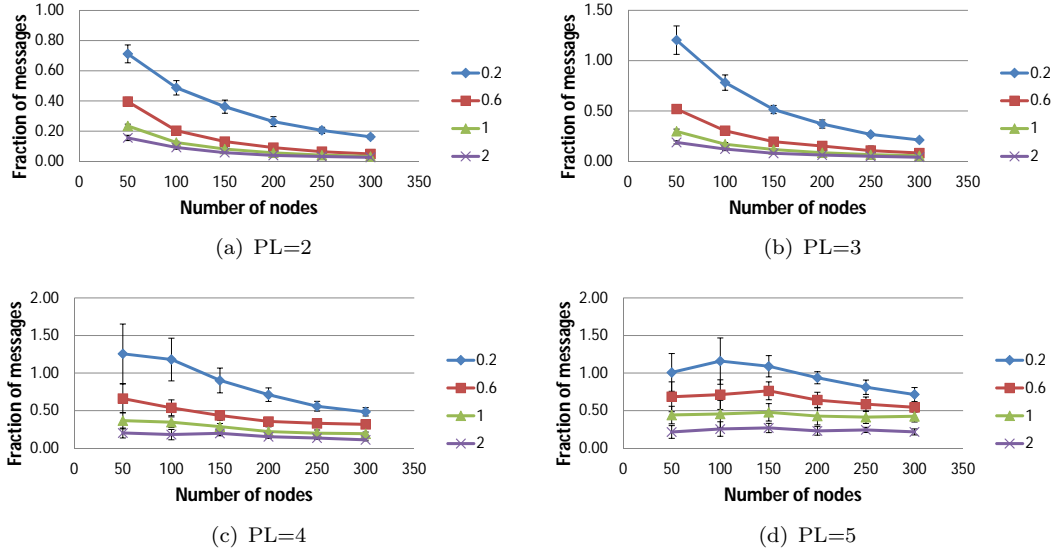 Fraction of messages
1.00
0.80
0.60
0.40
0.20
0.00
0 50 100 150 200 250 300 350
Number of nodes
0.2
0.6
1
2
(a) PL=2
Fraction of messages
1.50
1.00
0.50
0.00
0 50 100 150 200 250 300 350
Number of nodes
0.2
0.6
1
2
(b) PL=3
Fraction of messages
2.00
1.50
1.00
0.50
0.00
0 50 100 150 200 250 300 350
Number of nodes
0.2
0.6
1
2
(c) PL=4
Fraction of messages
2.00
1.50
1.00
0.50
0.00
0 50 100 150 200 250 300 350
Number of nodes
0.2
0.6
1
2
(d) PL=5